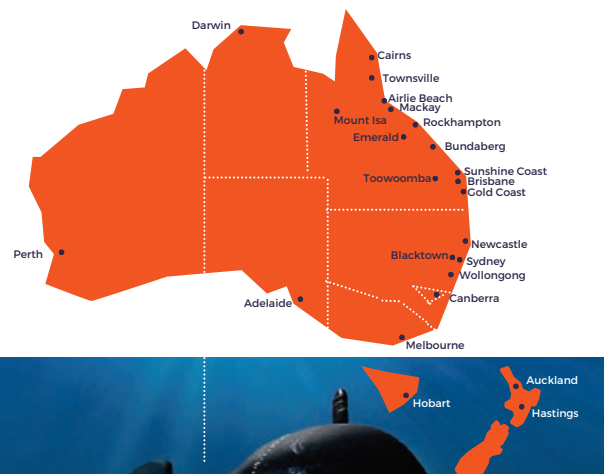 Darwin
Cairns
Townsville
Airlie Beach
Mackay
Mount Isa
Rockhampton
Emerald
Bundaberg
Sunshine Coast
Toowoomba
Brisbane
Gold Coast
Newcastle
Perth
Blacktown
Sydney
Wollongong
Canberra
Adelaide
Melbourne
Auckland
Hobart
Hastings